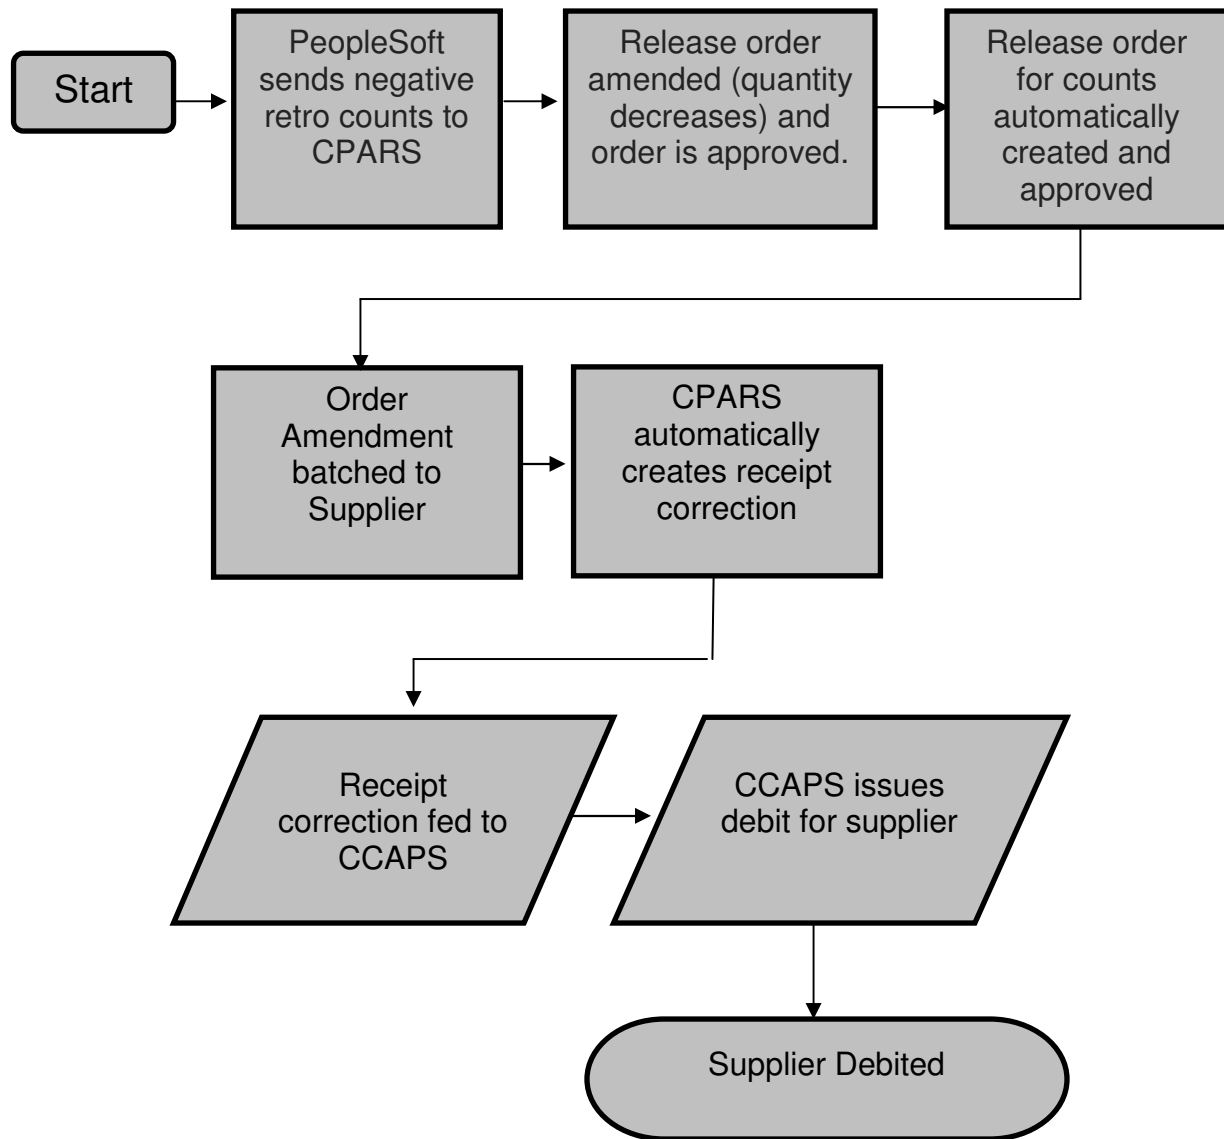 Start
PeopleSoft
sends negative
retro counts to
CPARS
Release order
amended (quantity
decreases) and
order is approved.
Release order
for counts
automatically
created and
approved
Order
Amendment
batched to
Supplier
CPARS
automatically
creates receipt
correction
Receipt
correction fed to
CCAPS
CCAPS issues
debit for supplier
Supplier Debited